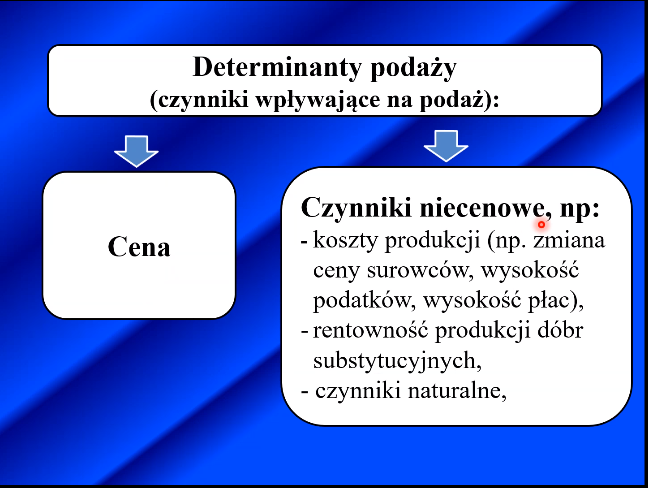 Determinanty podaży
(czynniki wpływające na podaż):
Cena
Czynniki niecenowe, np:
- koszty produkcji (np. zmiana
ceny surowców, wysokość
podatków, wysokość płac),
- rentowność produkcji dóbr
substytucyjnych,
- czynniki naturalne,